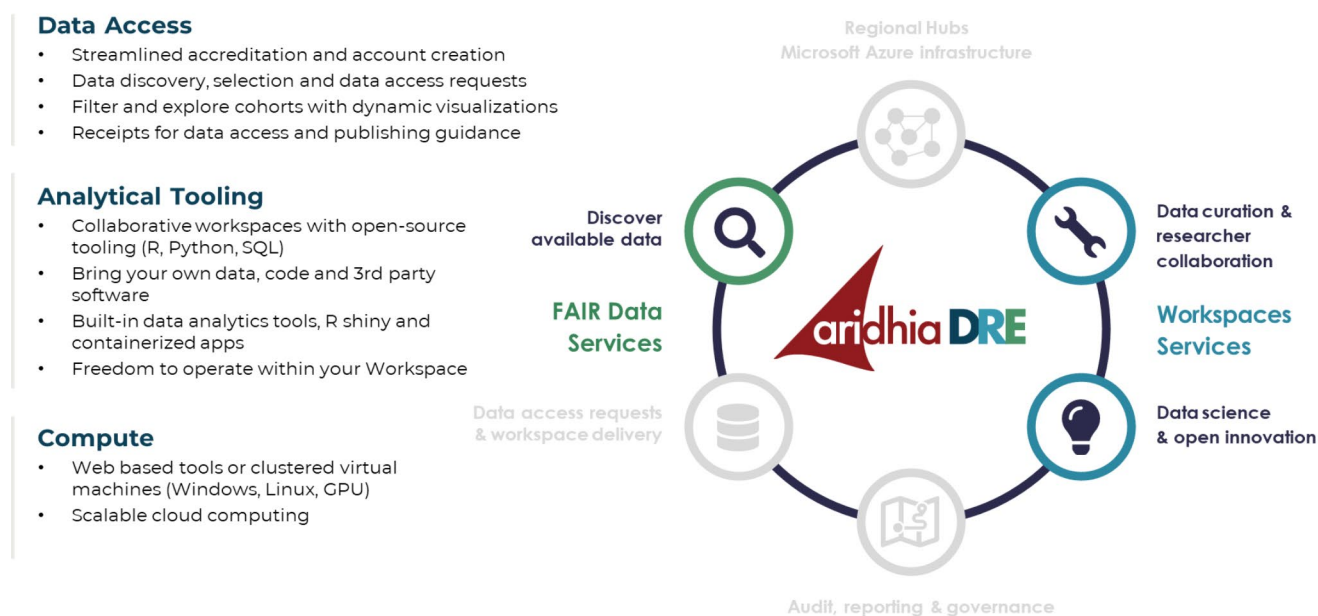 Data Access
• Streamlined accreditation and account creation
• Data discovery, selection and data access requests
• Filter and explore cohorts with dynamic visualizations
• Receipts for data access and publishing guidance
Analytical Tooling
• Collaborative workspaces with open-source
tooling (R, Python, SQL)
• Bring your own data, code and 3rd party
software
• Built-in data analytics tools, R shiny and
containerized apps
• Freedom to operate within your Workspace
Compute
• Web based tools or clustered virtual
machines (Windows, Linux, GPU)
• Scalable cloud computing
Regional Hubs
Microsoft Azure infrastructure
Discover
available data
FAIR Data
Services
Data access requests
& workspace delivery
aridhia DRE
Data curation &
researcher
collaboration
Workspaces
Services
Data science
& open innovation
Audit, reporting & governance